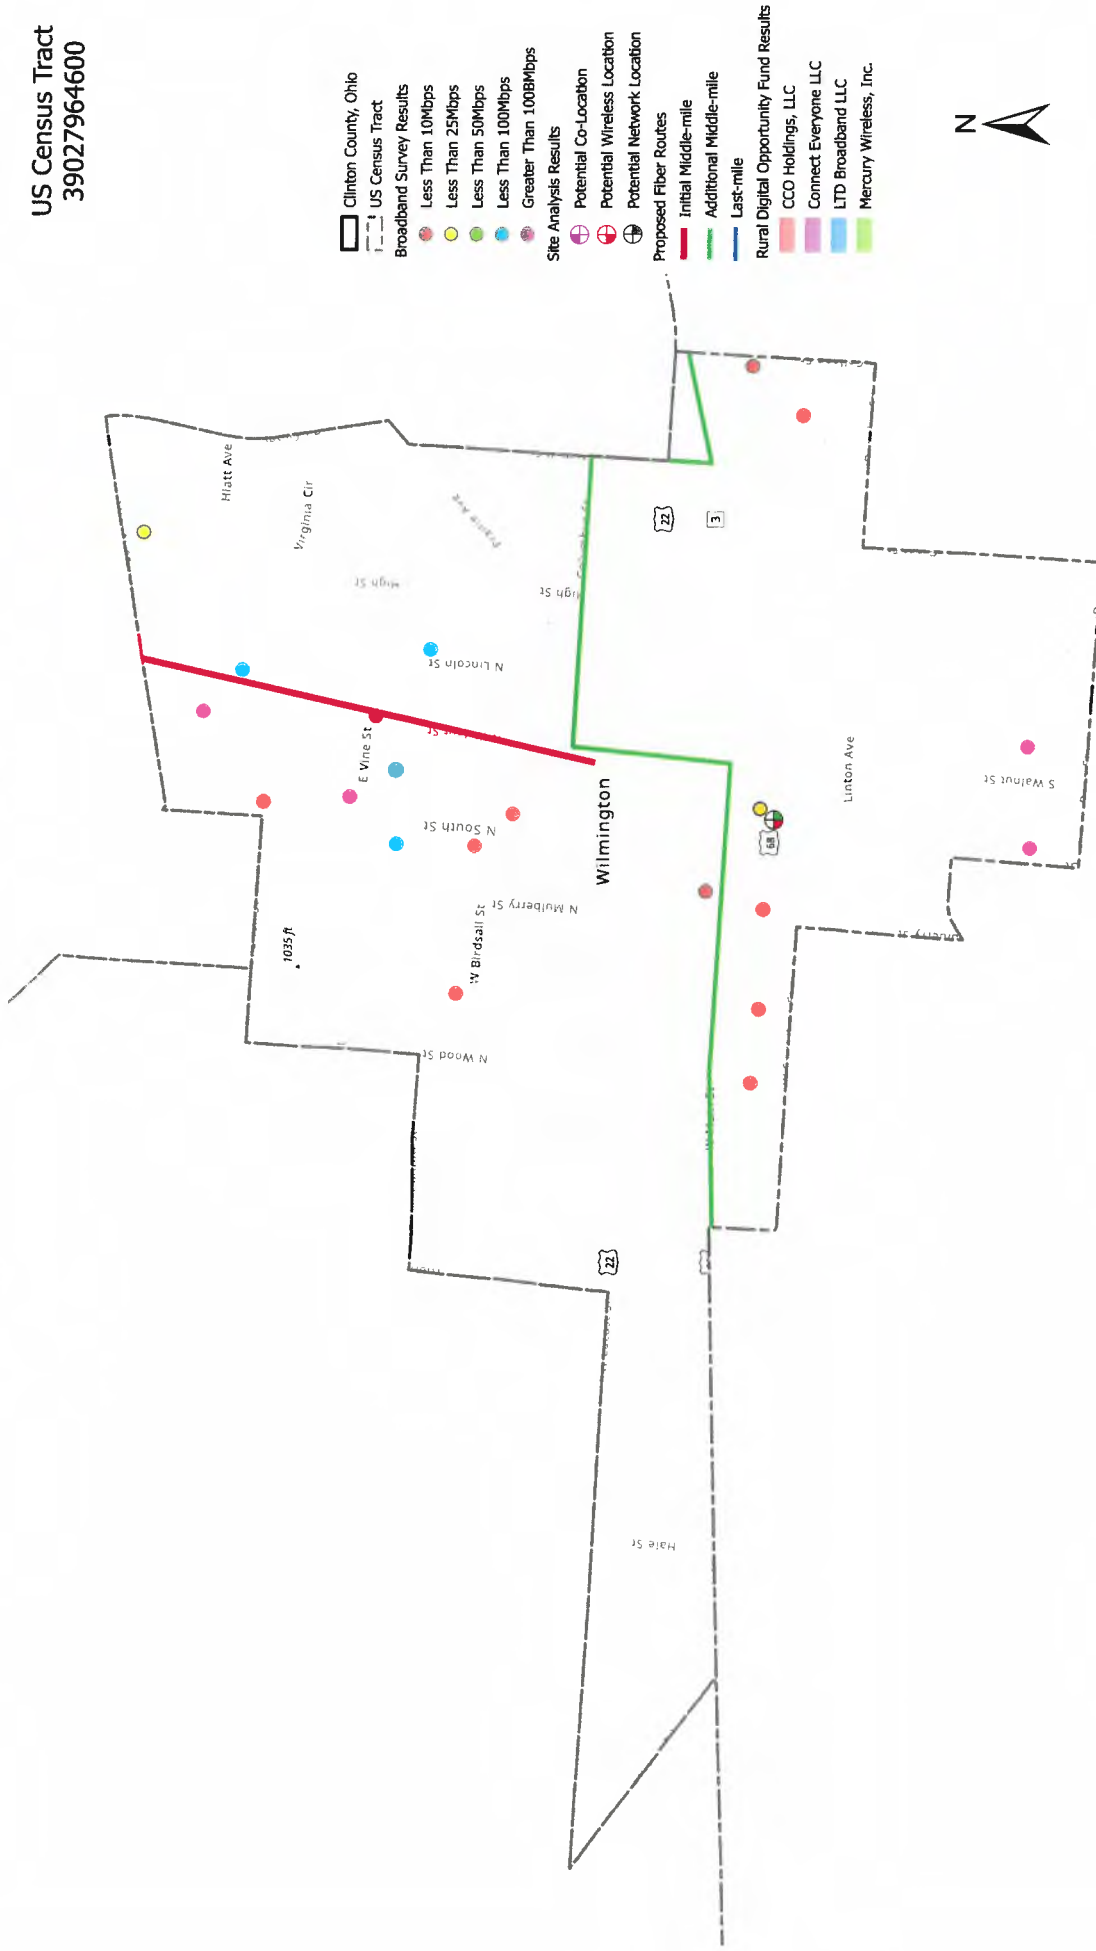 US Census Tract
39027964600
Clinton County, Ohio
US Census Tract
Broadband Survey Results
Less Than 10Mbps
Less Than 25Mbps
Less Than 50Mbps
Less Than 100Mbps
Greater Than 100BMbps
Site Analysis Results
Potential Co-Location
Potential Wireless Location
Potential Network Location
Proposed Fiber Routes
Initial Middle-mile
Additional Middle-mile
Last-mile
Rural Digital Opportunity Fund Results
CCO Holdings, LLC
Connect Everyone LLC
LTD Broadband LLC
Mercury Wireless, Inc.
N
Hiatt Ave
Virginia Cir
Prairie Ave
High St
High St
N Lincoln St
E Vine St
N South St
Wilmington
N Mulberry St
W Birdsall St
1035 ft
N Wood St
22
3
68
Linton Ave
S Walnut St
22
Hale St